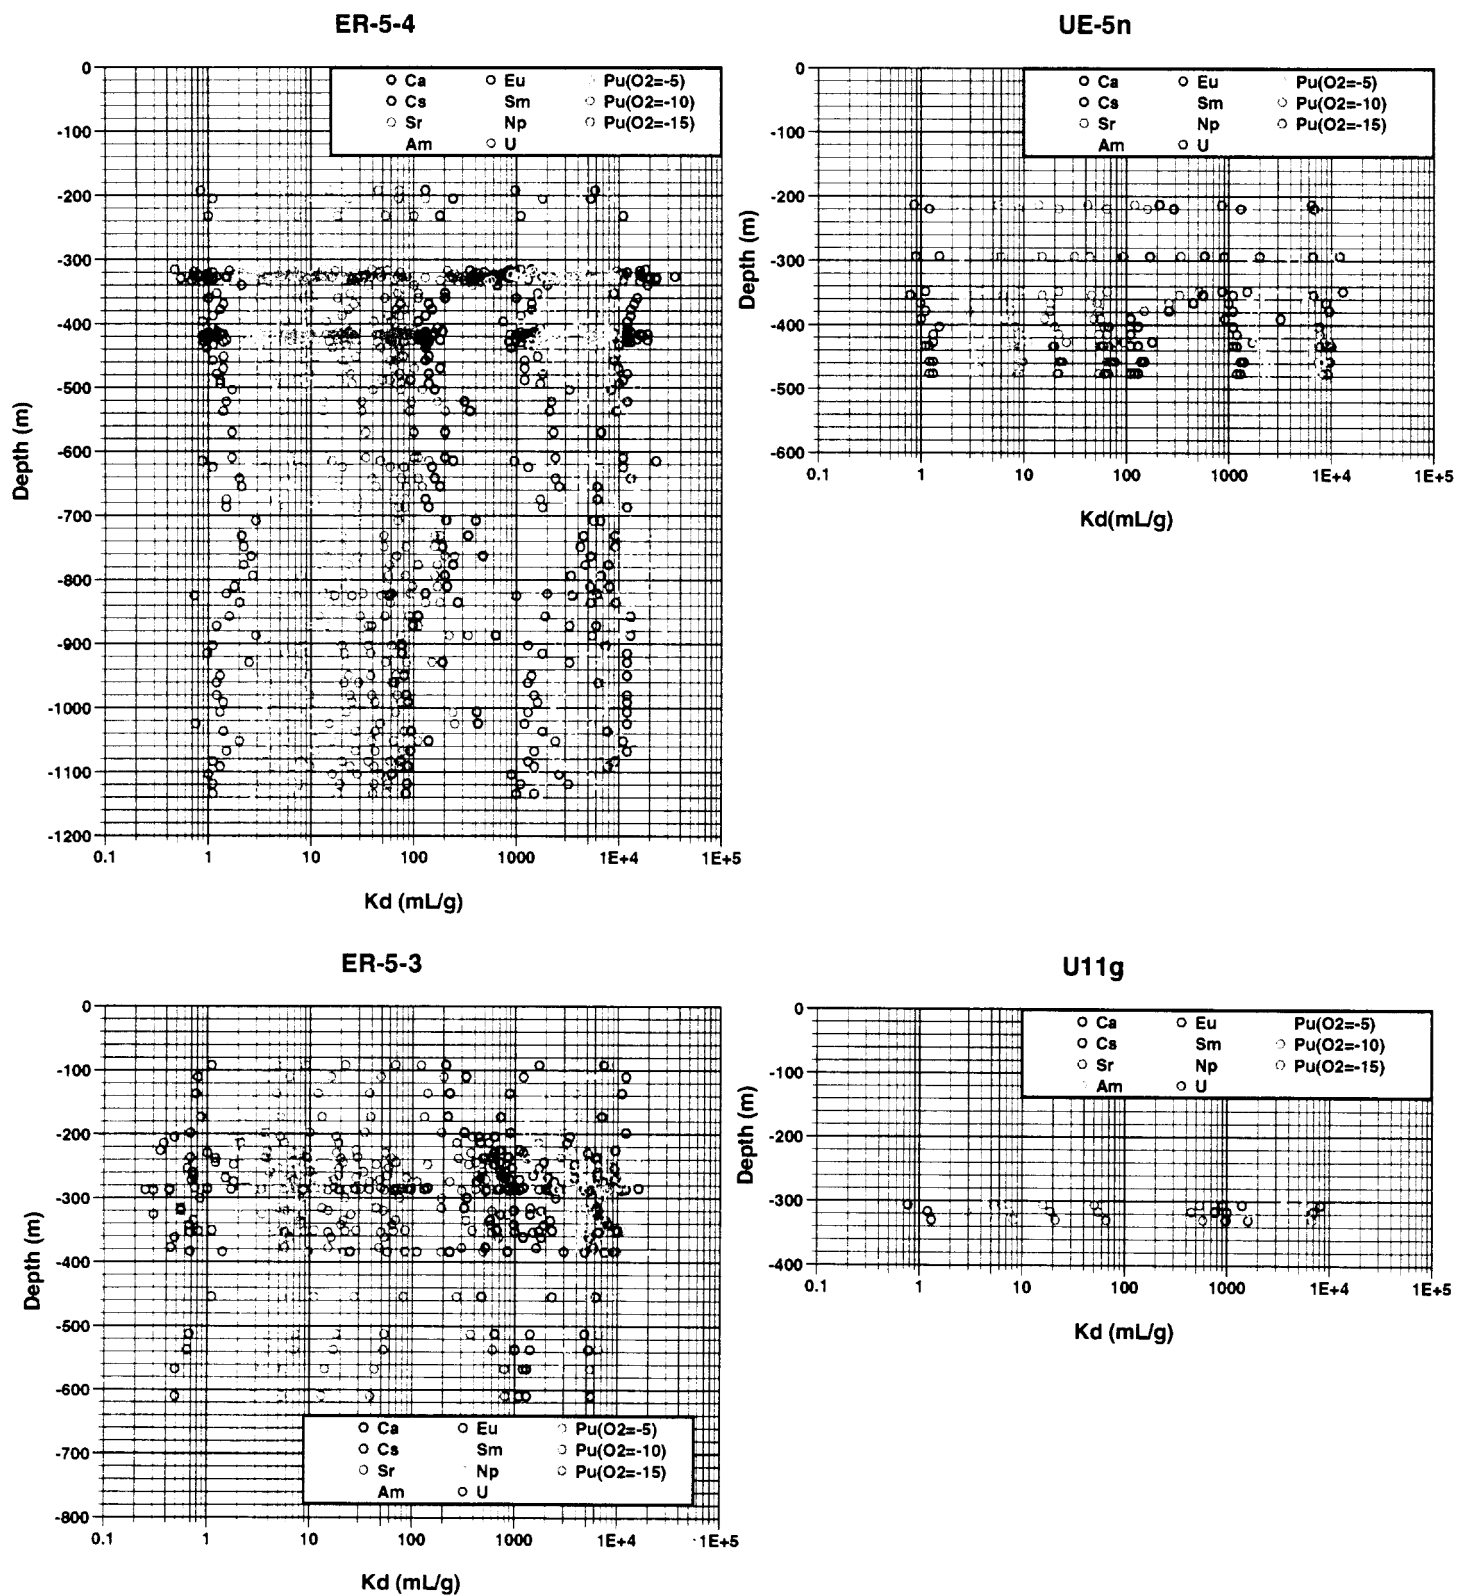 ER-5-4
Ca Eu Pu(O2=-5)
Cs Sm Pu(O2=-10)
Sr Np Pu(O2=-15)
Am U
0
-100
-200
-300
-400
-500
-600
-700
-800
-900
-1000
-1100
-1200
Depth (m)
0.1 1 10 100 1000 1E+4 1E+5
Kd (mL/g)
UE-5n
Ca Eu Pu(O2=-5)
Cs Sm Pu(O2=-10)
Sr Np Pu(O2=-15)
Am U
0
-100
-200
-300
-400
-500
-600
Depth (m)
0.1 1 10 100 1000 1E+4 1E+5
Kd(mL/g)
ER-5-3
0
-100
-200
-300
-400
-500
-600
-700
-800
Depth (m)
Ca Eu Pu(O2=-5)
Cs Sm Pu(O2=-10)
Sr Np Pu(O2=-15)
Am U
0.1 1 10 100 1000 1E+4 1E+5
Kd (mL/g)
U11g
Ca Eu Pu(O2=-5)
Cs Sm Pu(O2=-10)
Sr Np Pu(O2=-15)
Am U
0
-100
-200
-300
-400
Depth (m)
0.1 1 10 100 1000 1E+4 1E+5
Kd (mL/g)